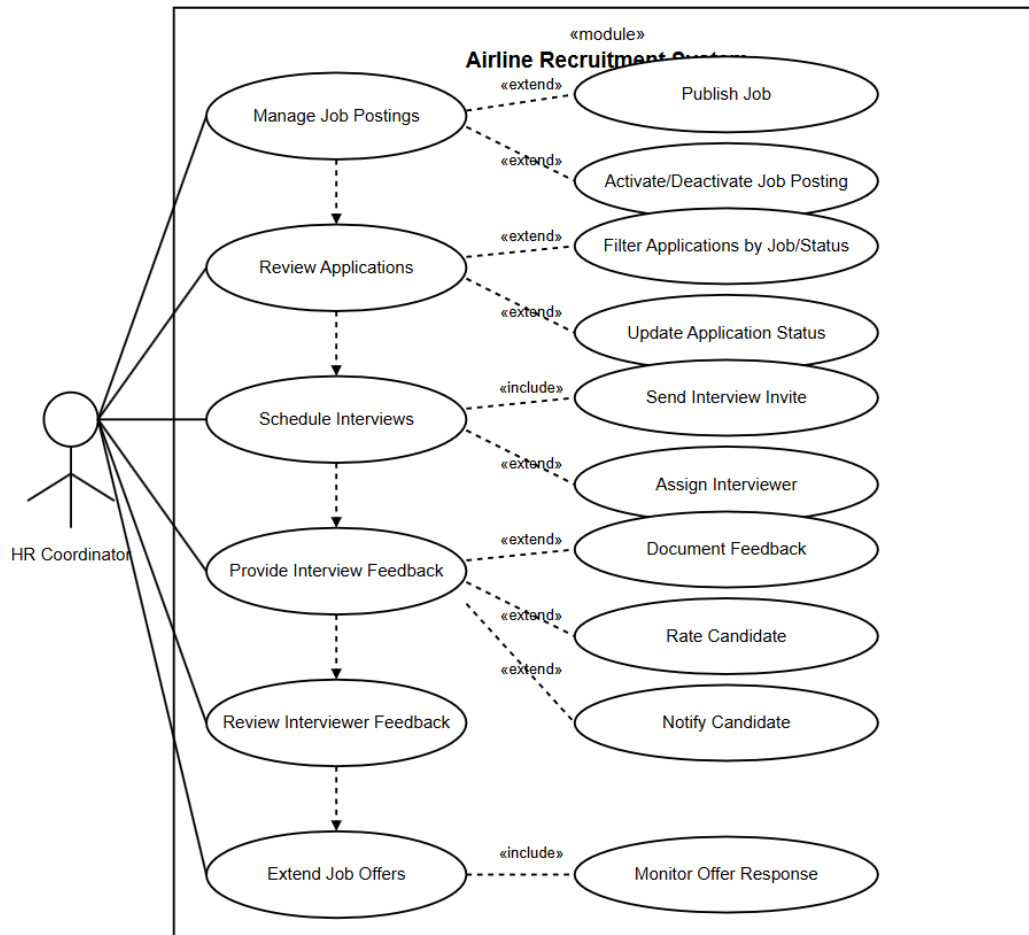 «module»
Airline Recruitment System
«extend»
Publish Job
Manage Job Postings
«extend»
Activate/Deactivate Job Posting
«extend»
Filter Applications by Job/Status
Review Applications
«extend»
Update Application Status
«include»
Send Interview Invite
Schedule Interviews
«extend»
Assign Interviewer
HR Coordinator
«extend»
Document Feedback
Provide Interview Feedback
«extend»
Rate Candidate
«extend»
Notify Candidate
Review Interviewer Feedback
«include»
Extend Job Offers
Monitor Offer Response